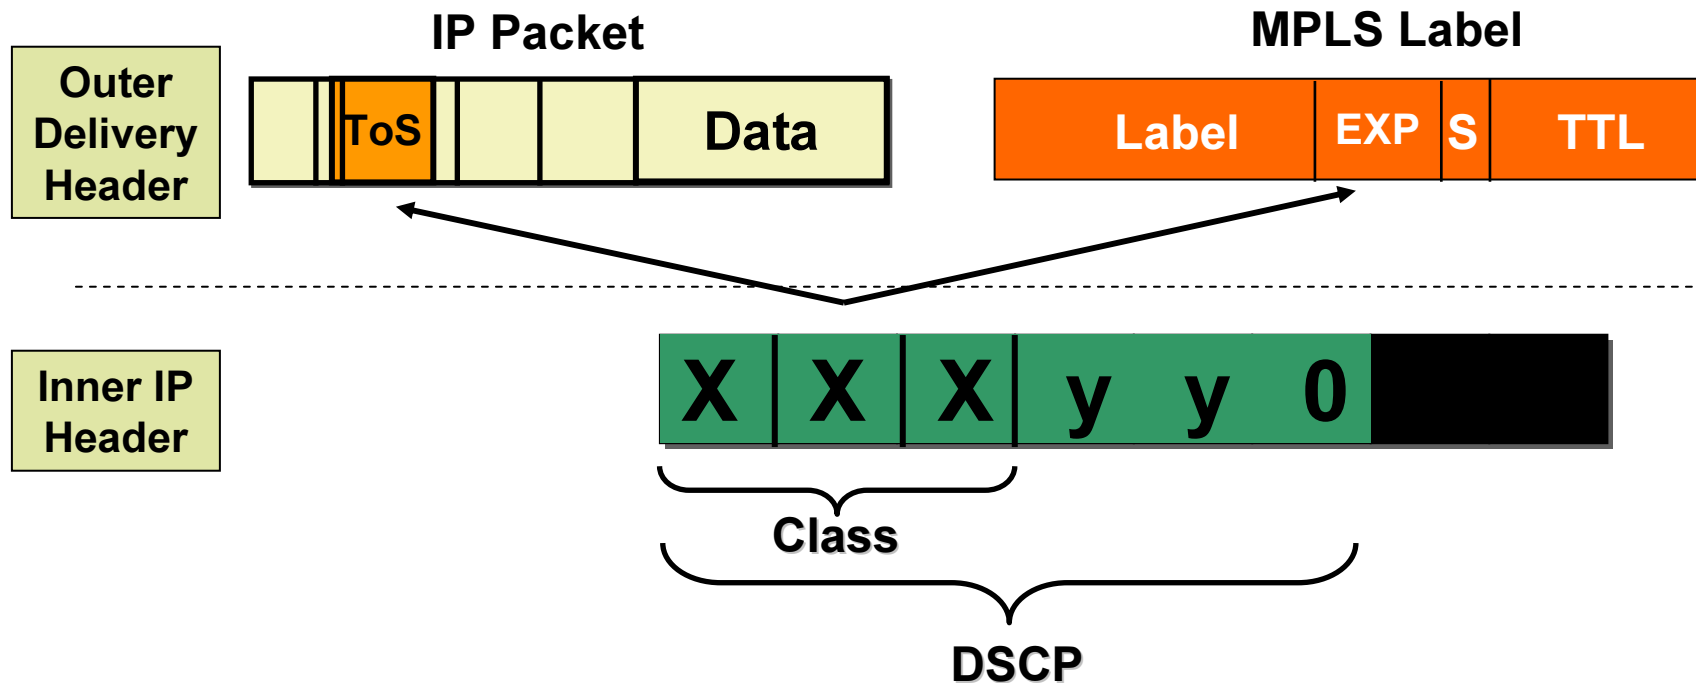 IP Packet
MPLS Label
Outer
Delivery
Header
ToS
Data
Label
EXP
S
TTL
Inner IP
Header
X X X y y 0
Class
DSCP